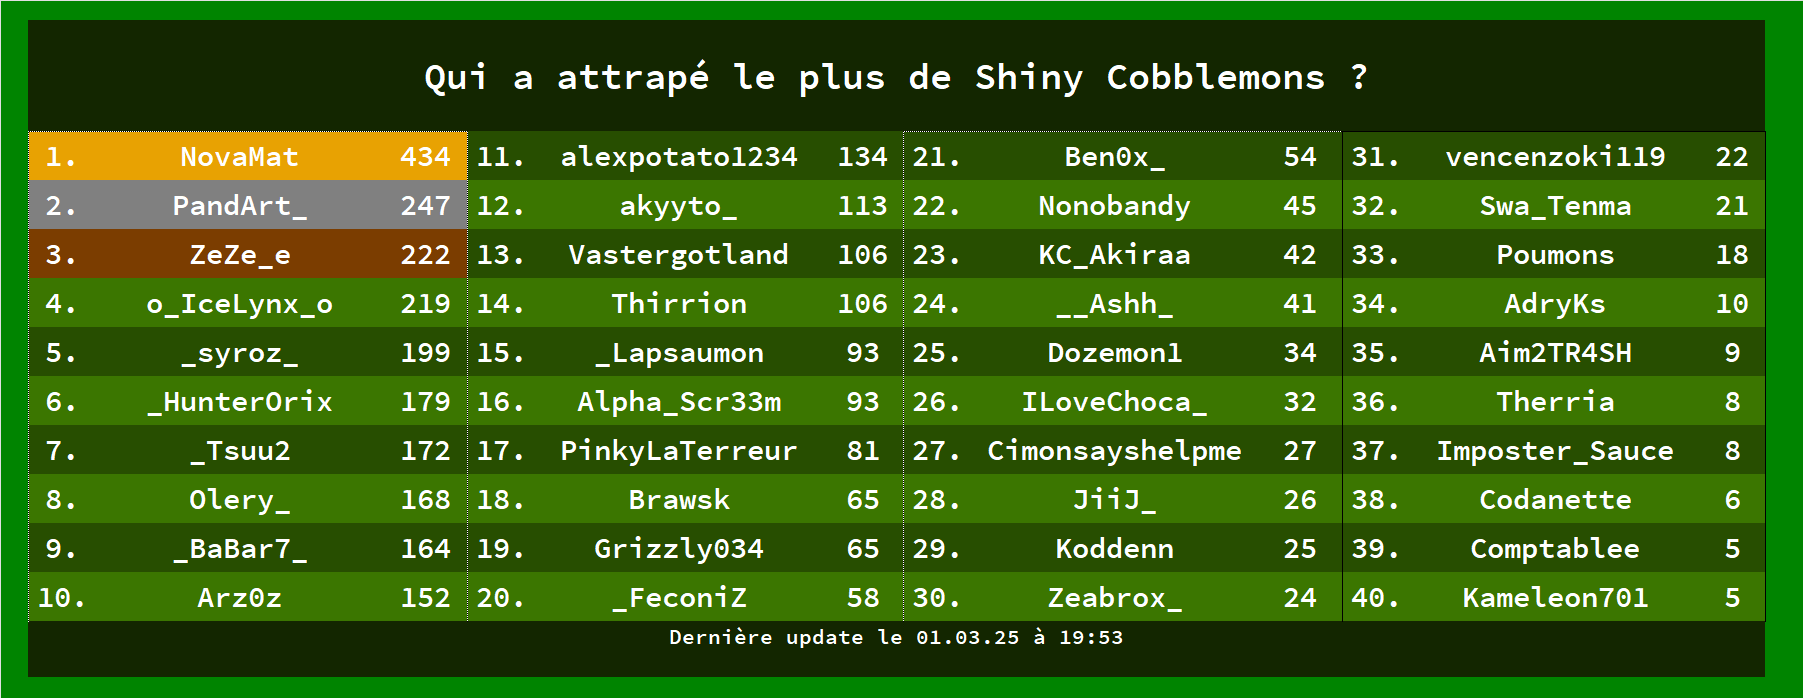 Qui a attrapé le plus de Shiny Cobblemons ?
1. NovaMat 434
2. PandArt_ 247
3. ZeZe_e 222
4. o_IceLynx_o 219
5. _syroz_ 199
6. _HunterOrix 179
7. _Tsuu2 172
8. Olery_ 168
9. _BaBar7_ 164
10. Arz0z 152
11. alexpotato1234 134
12. akyyto_ 113
13. Vastergotland 106
14. Thirrion 106
15. _Lapsaumon 93
16. Alpha_Scr33m 93
17. PinkyLaTerreur 81
18. Brawsk 65
19. Grizzly034 65
20. _FeconiZ 58
21. Ben0x_ 54
22. Nonobandy 45
23. KC_Akiraa 42
24. __Ashh_ 41
25. Dozemon1 34
26. ILoveChoca_ 32
27. Cimonsayshelpme 27
28. JiiJ_ 26
29. Koddenn 25
30. Zeabrox_ 24
31. vencenzoki119 22
32. Swa_Tenma 21
33. Poumons 18
34. AdryKs 10
35. Aim2TR4SH 9
36. Therria 8
37. Imposter_Sauce 8
38. Codanette 6
39. Comptablee 5
40. Kameleon701 5
Dernière update le 01.03.25 à 19:53